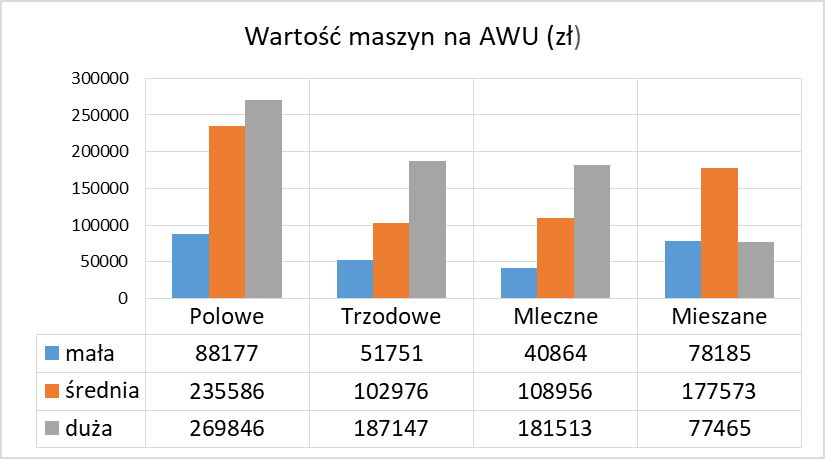 Wartość maszyn na AWU (zł)
300000
250000
200000
150000
100000
50000
0
Polowe Trzodowe Mleczne Mieszane
mała 88177 51751 40864 78185
średnia 235586 102976 108956 177573
duża 269846 187147 181513 77465